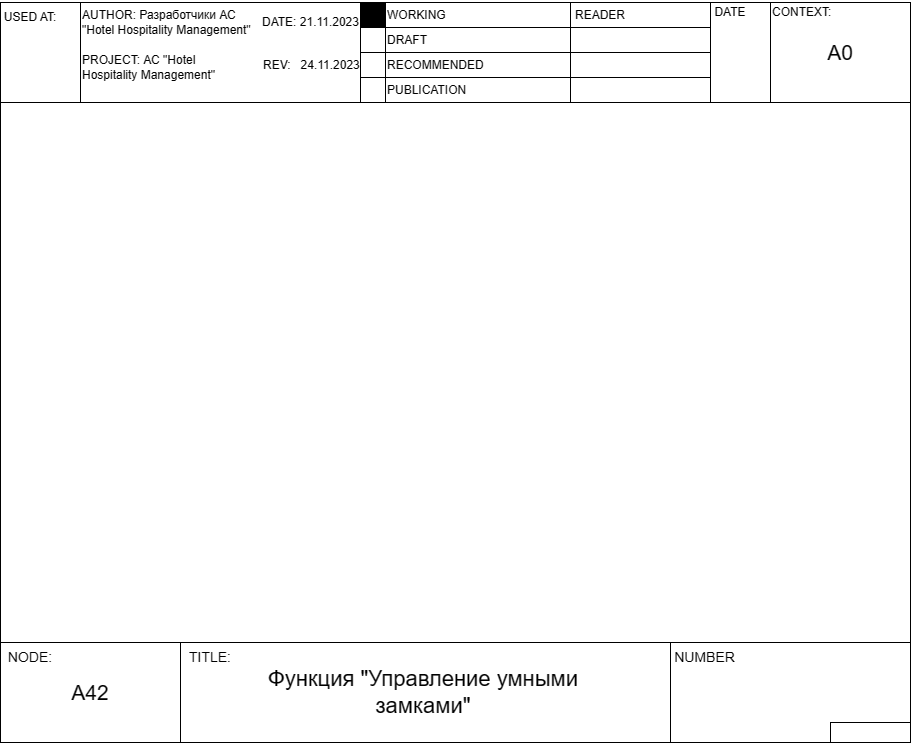 USED AT:
AUTHOR: Разработчики АС
"Hotel Hospitality Management"
DATE: 21.11.2023
PROJECT: АС "Hotel
Hospitality Management"
REV: 24.11.2023
WORKING
DRAFT
RECOMMENDED
PUBLICATION
READER
DATE
CONTEXT:
A0
NODE:
A42
TITLE:
Функция "Управление умными
замками"
NUMBER